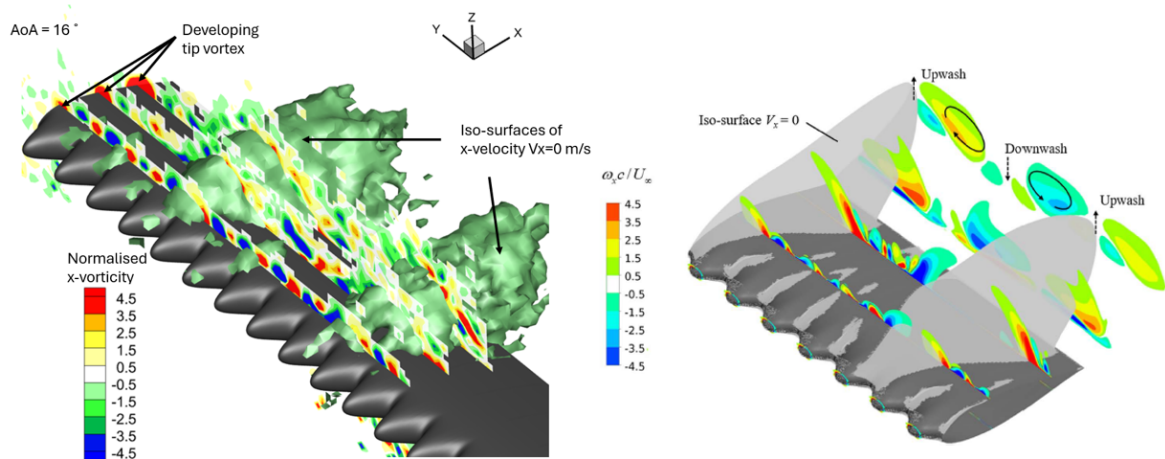 AoA = 16 °
Developing
tip vortex
Y
Z
X
Iso-surfaces of
x-velocity Vx=0 m/s
Normalised
x-vorticity
4.5
3.5
2.5
1.5
0.5
-0.5
-1.5
-2.5
-3.5
-4.5
Upwash
Iso-surface Vₓ = 0
Downwash
Upwash
ωₓc/U∞
4.5
3.5
2.5
1.5
0.5
-0.5
-1.5
-2.5
-3.5
-4.5